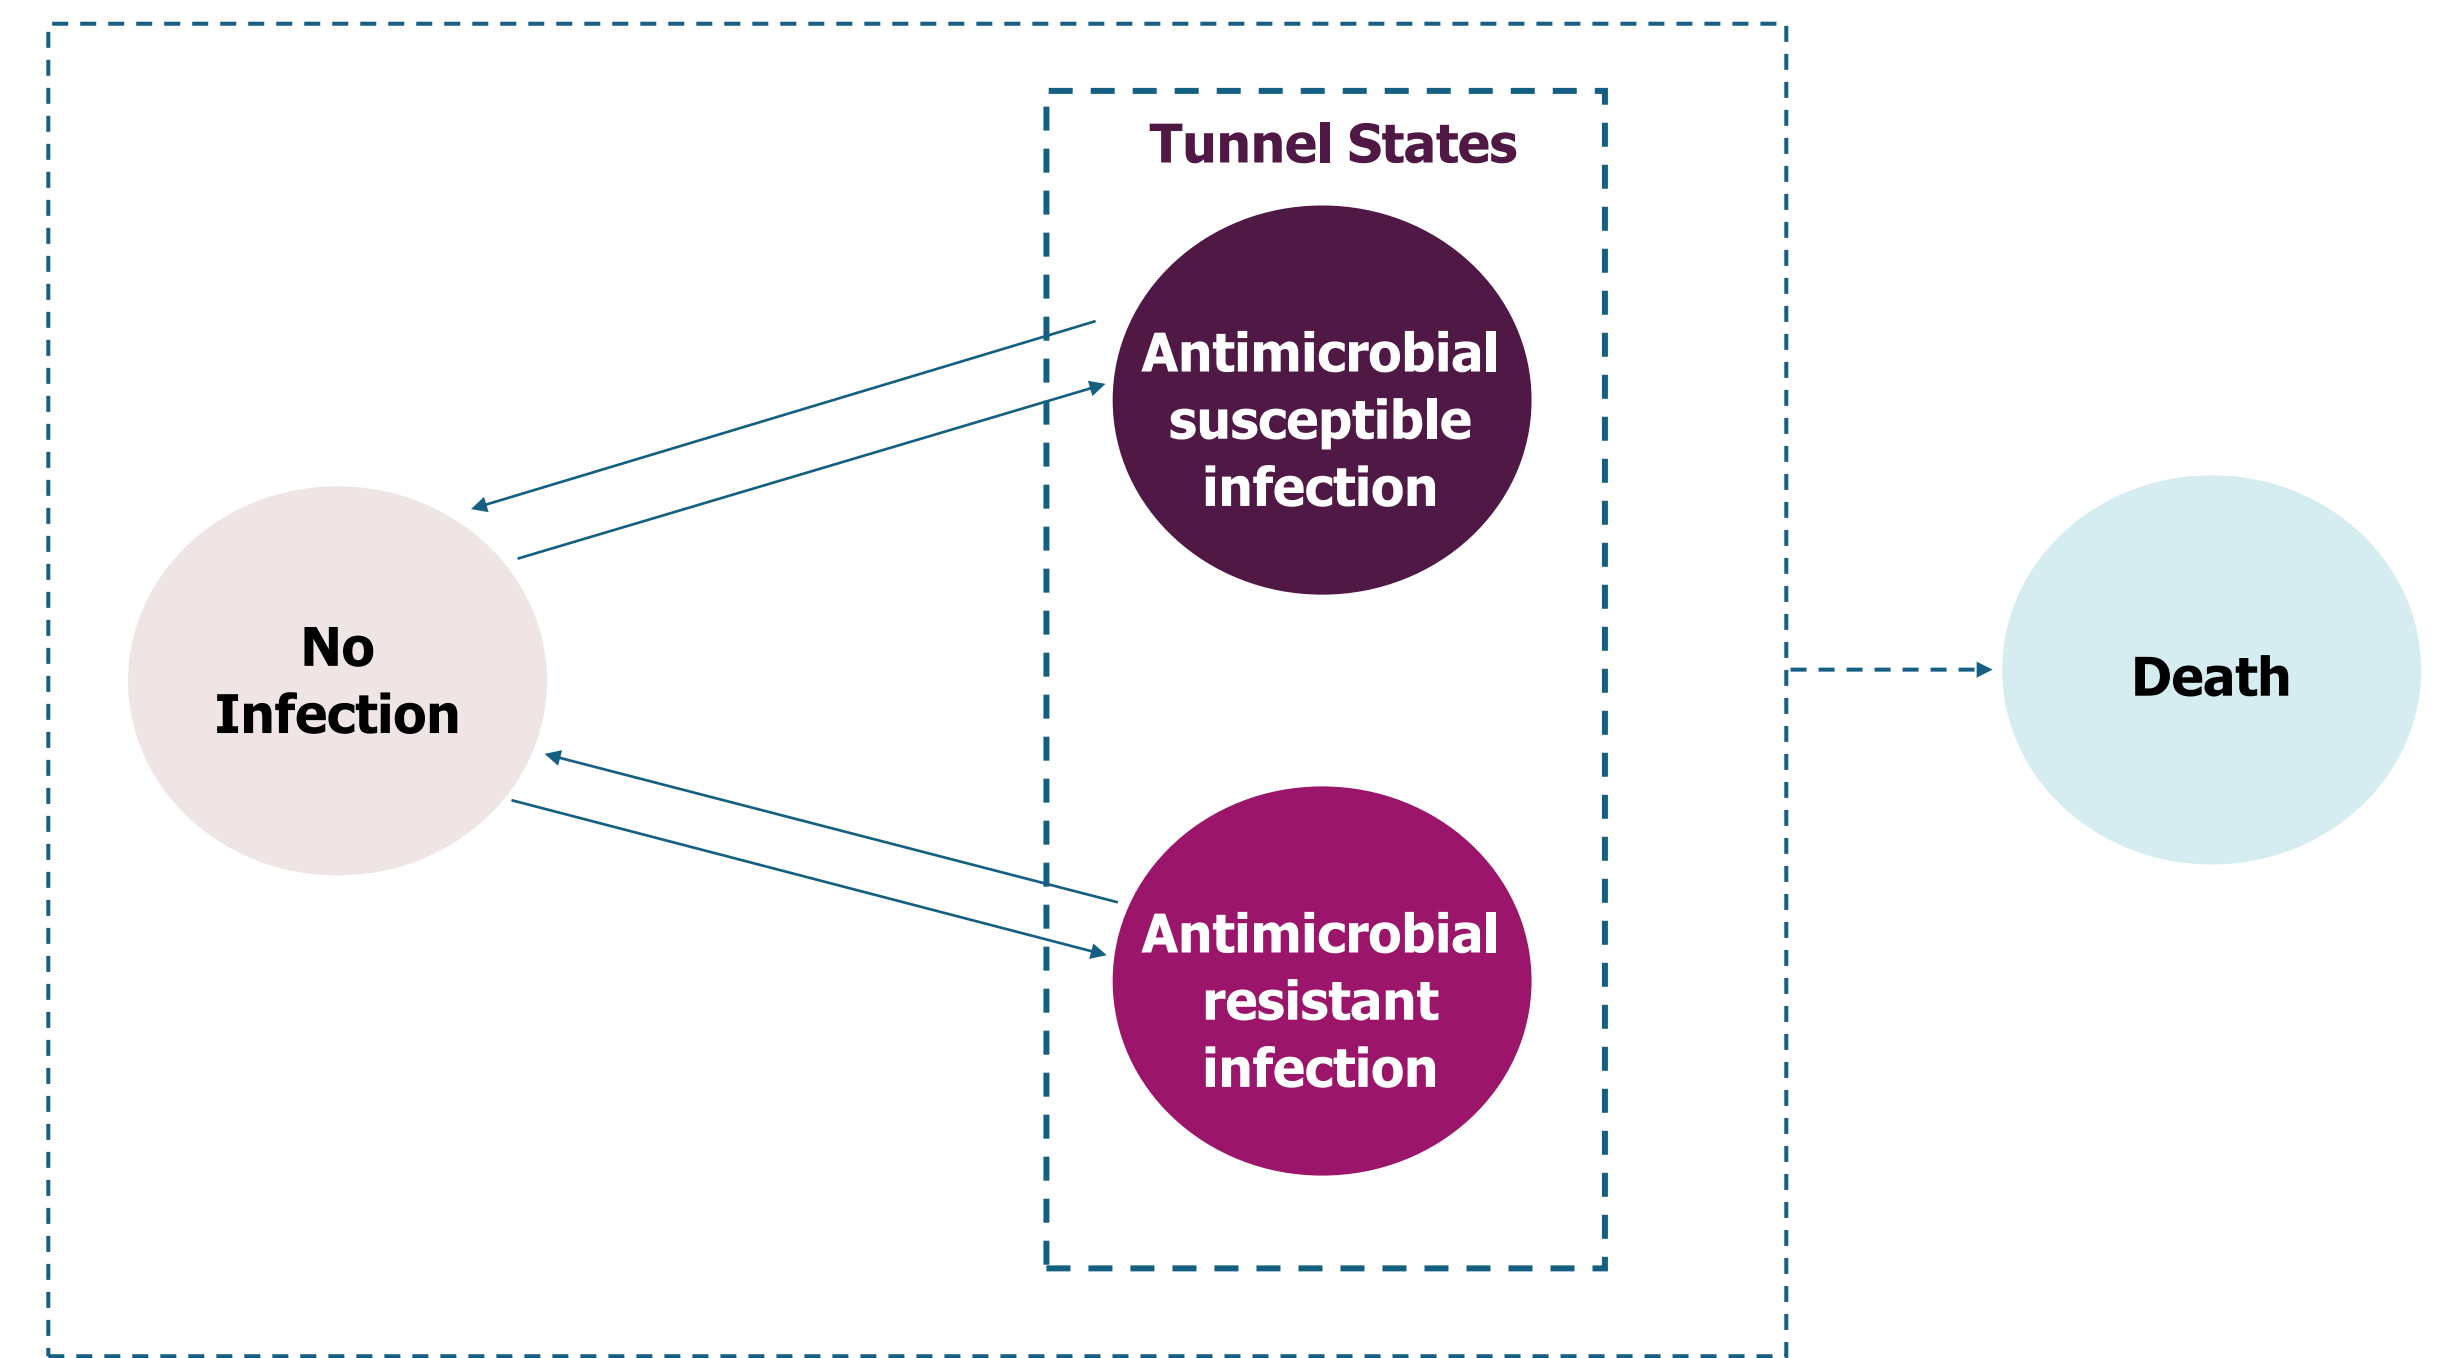 Tunnel States
Antimicrobial
susceptible
infection
No
Infection
Death
Antimicrobial
resistant
infection